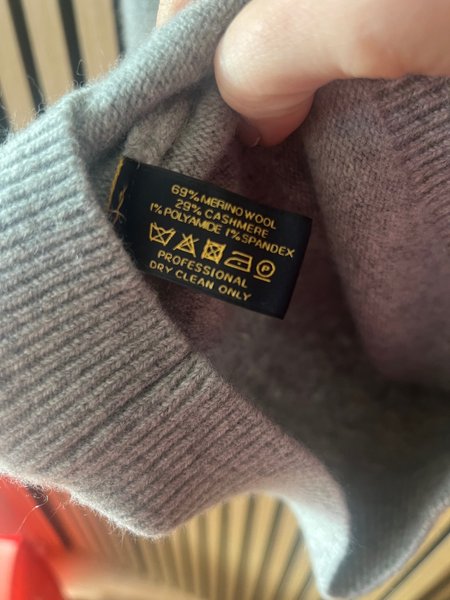 69% MERINO WOOL
29% CASHMERE
1% POLYAMIDE 1% SPANDEX
P
PROFESSIONAL
DRY CLEAN ONLY